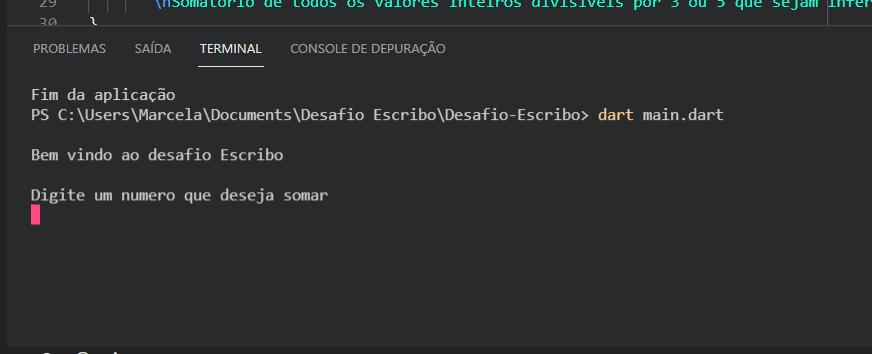 29 \nSomatório de todos os valores inteiros divisíveis por 3 ou 5 que sejam
30 }
PROBLEMAS SAÍDA TERMINAL CONSOLE DE DEPURAÇÃO
Fim da aplicação
PS C:\Users\Marcela\Documents\Desafio Escribo\Desafio-Escribo> dart main.dart
Bem vindo ao desafio Escribo
Digite um numero que deseja somar